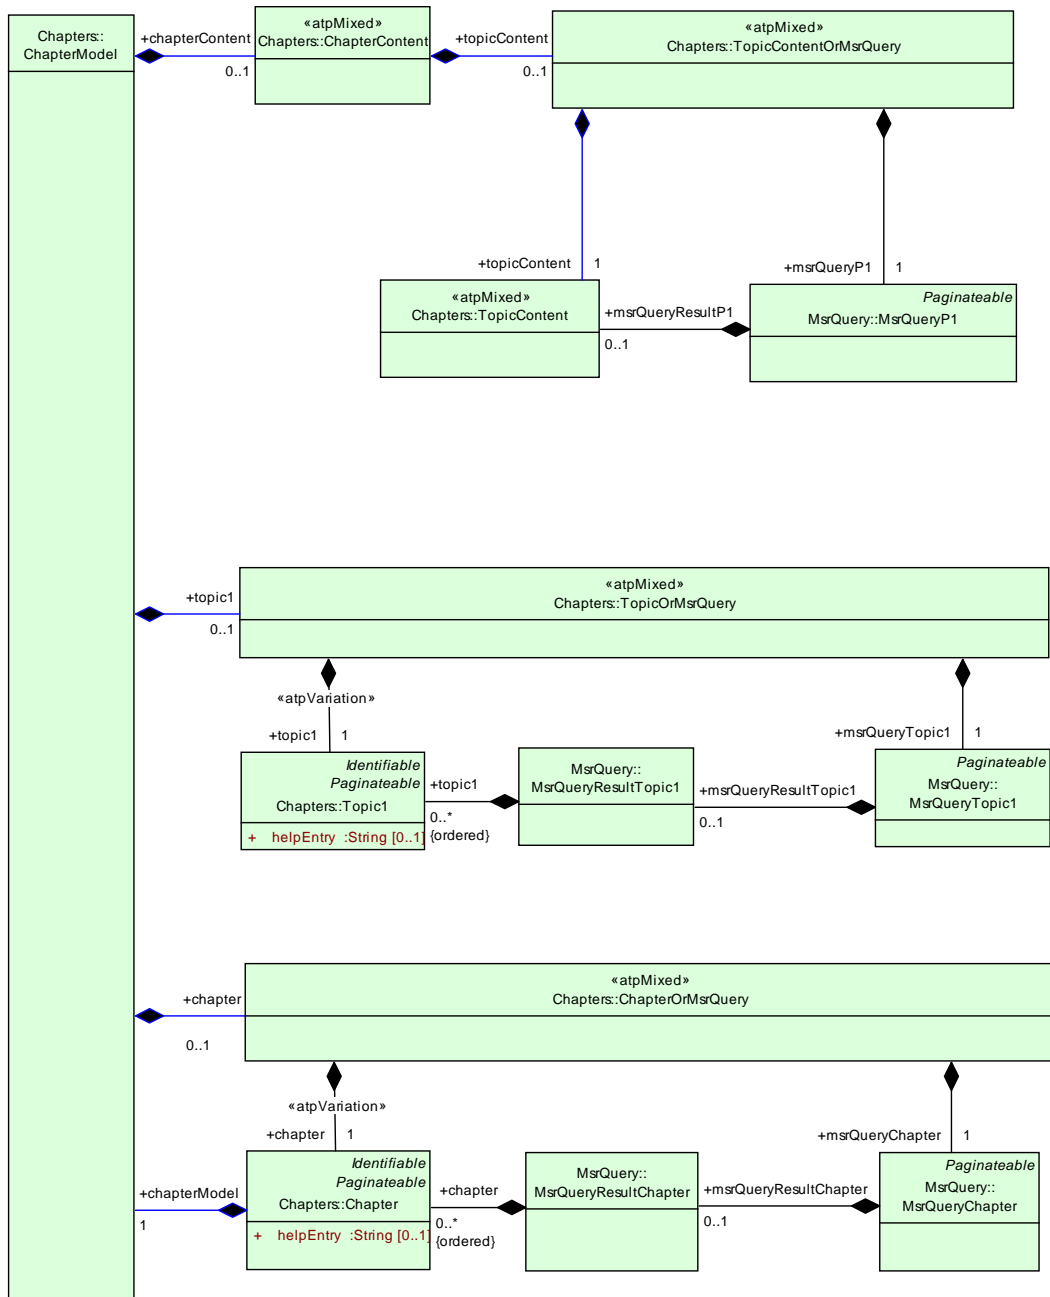 Chapters::
ChapterModel
+chapterContent
0..1
«atpMixed»
Chapters::ChapterContent
+topicContent
0..1
«atpMixed»
Chapters::TopicContentOrMsrQuery
+topicContent
1
+msrQueryP1
1
«atpMixed»
Chapters::TopicContent
+msrQueryResultP1
0..1
Paginateable
MsrQuery::MsrQueryP1
+topic1
0..1
«atpMixed»
Chapters::TopicOrMsrQuery
«atpVariation»
+topic1
1
+msrQueryTopic1
1
Identifiable
Paginateable
Chapters::Topic1
+ helpEntry :String [0..1]
+topic1
0..*
{ordered}
MsrQuery::
MsrQueryResultTopic1
+msrQueryResultTopic1
0..1
Paginateable
MsrQuery::
MsrQueryTopic1
+chapter
0..1
«atpMixed»
Chapters::ChapterOrMsrQuery
«atpVariation»
+chapter
1
+msrQueryChapter
1
+chapterModel
1
Identifiable
Paginateable
Chapters::Chapter
+ helpEntry :String [0..1]
+chapter
0..*
{ordered}
MsrQuery::
MsrQueryResultChapter
+msrQueryResultChapter
0..1
Paginateable
MsrQuery::
MsrQueryChapter